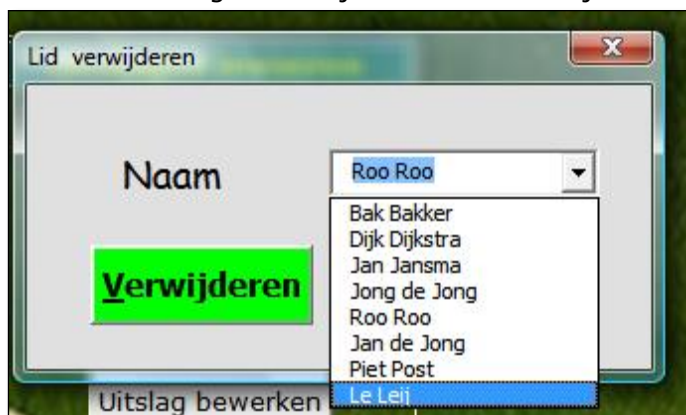 Lid verwijderen
X
Naam
Roo Roo
Bak Bakker
Dijk Dijkstra
Jan Jansma
Jong de Jong
Roo Roo
Jan de Jong
Piet Post
Le Leij
Verwijderen
Uitslag bewerken